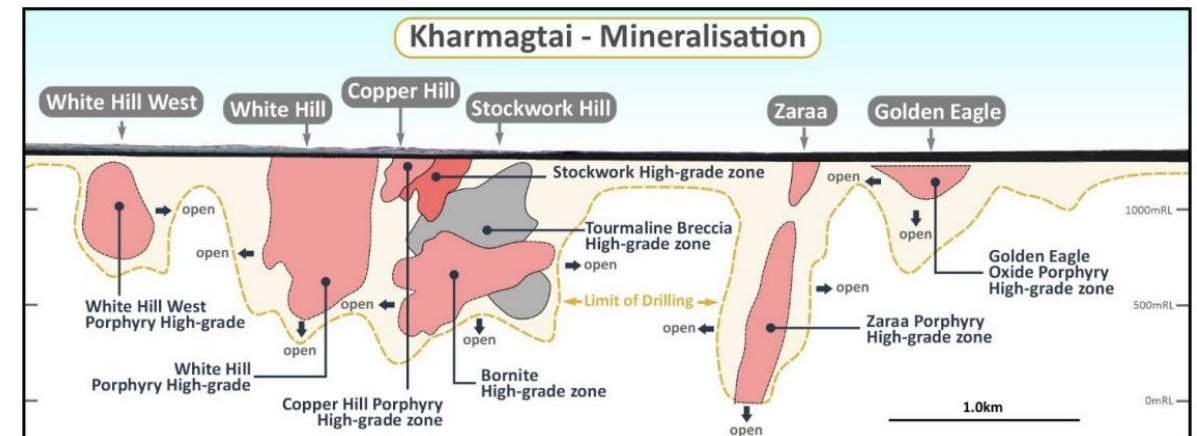 Kharmagtai - Mineralisation
White Hill West
White Hill
Copper Hill
Stockwork Hill
Zaraa
Golden Eagle
Stockwork High-grade zone
open
open
1000mRL
open
Tourmaline Breccia
High-grade zone
open
open
Golden Eagle
Oxide Porphyry
High-grade zone
open
White Hill West
Porphyry High-grade
open
Limit of Drilling
open
500mRL
open
Zaraa Porphyry
High-grade zone
open
open
White Hill
Porphyry High-grade
Bornite
High-grade zone
Copper Hill Porphyry
High-grade zone
0mRL
1.0km
open